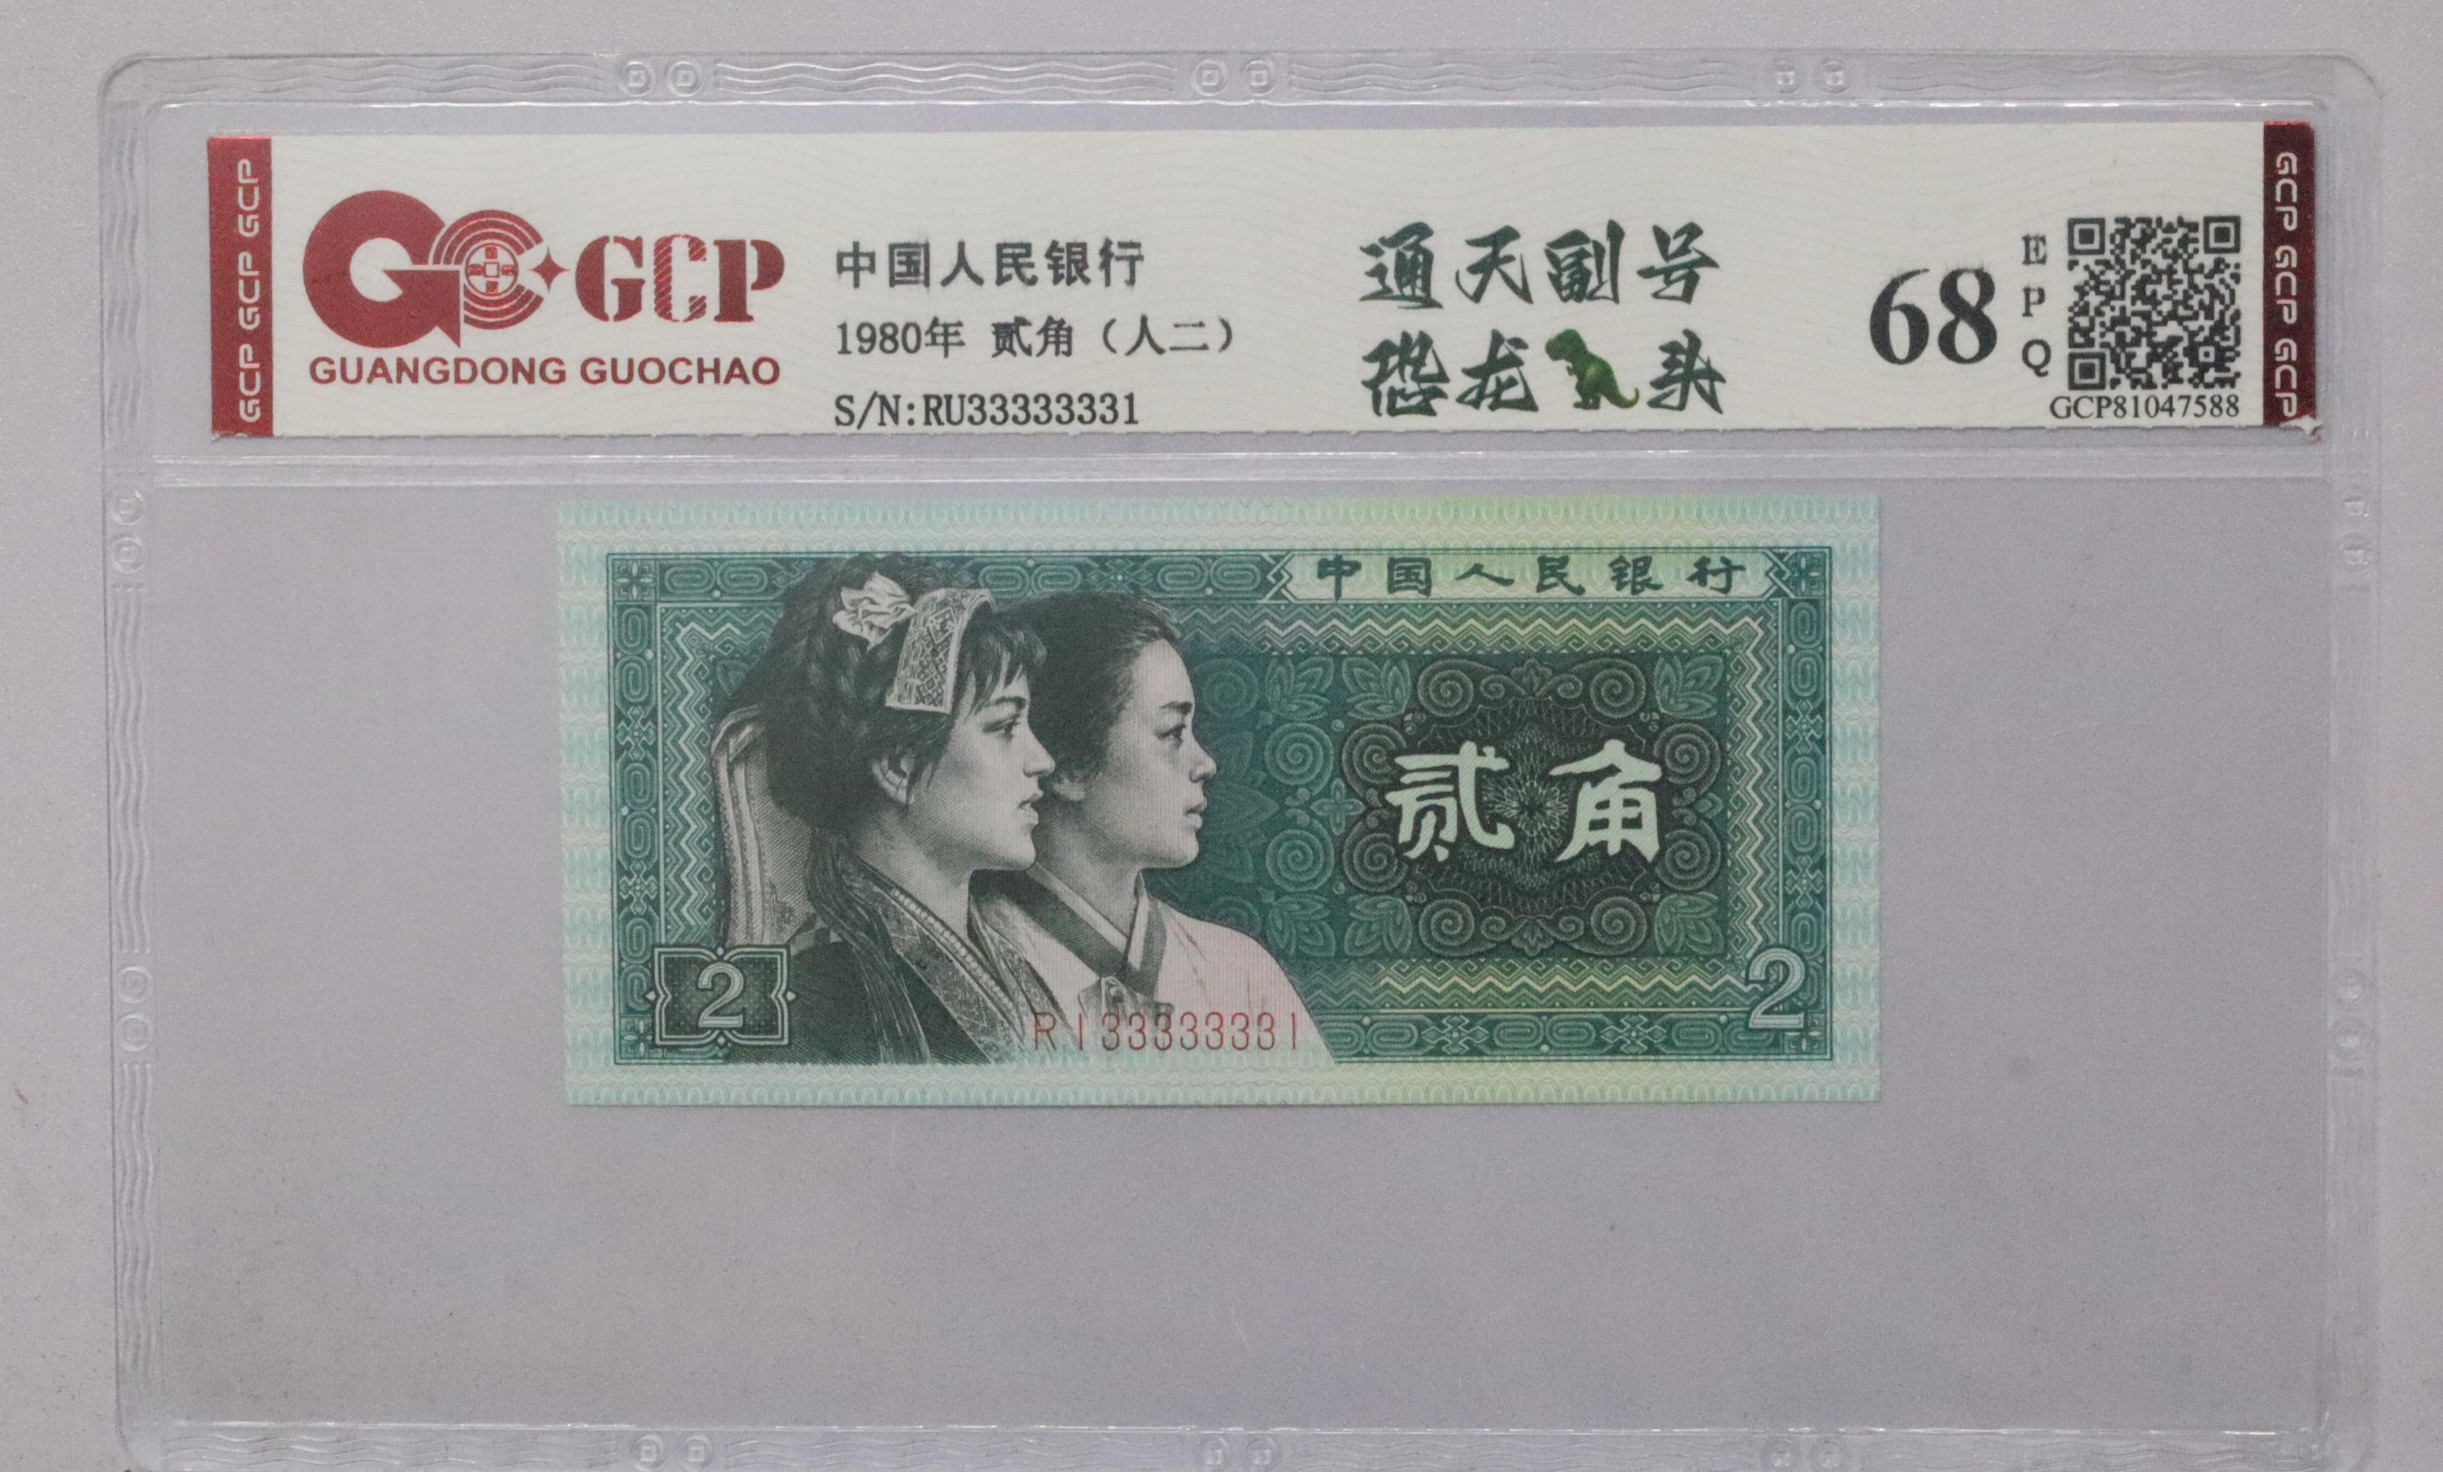 GCP GCP GCP
GCP
GUANGDONG GUOCHAO
中国人民银行
1980年 贰角（人二）
S/N:RU33333331
通天副号
恐龙头
68
EPQ
GCP81047588
GCP GCP GCP
中国人民银行
贰角
2
RI33333331
2